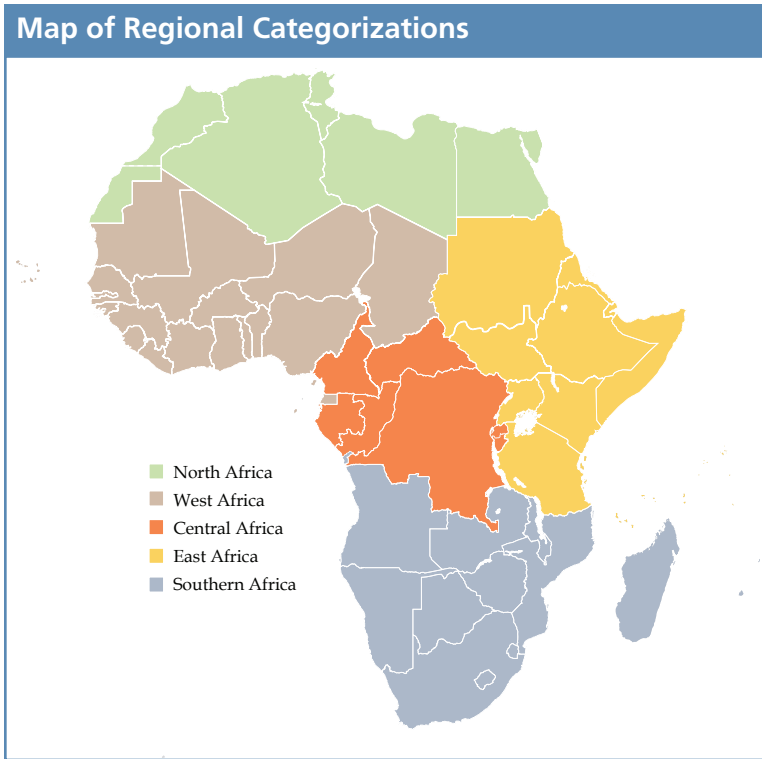 Map of Regional Categorizations
North Africa
West Africa
Central Africa
East Africa
Southern Africa